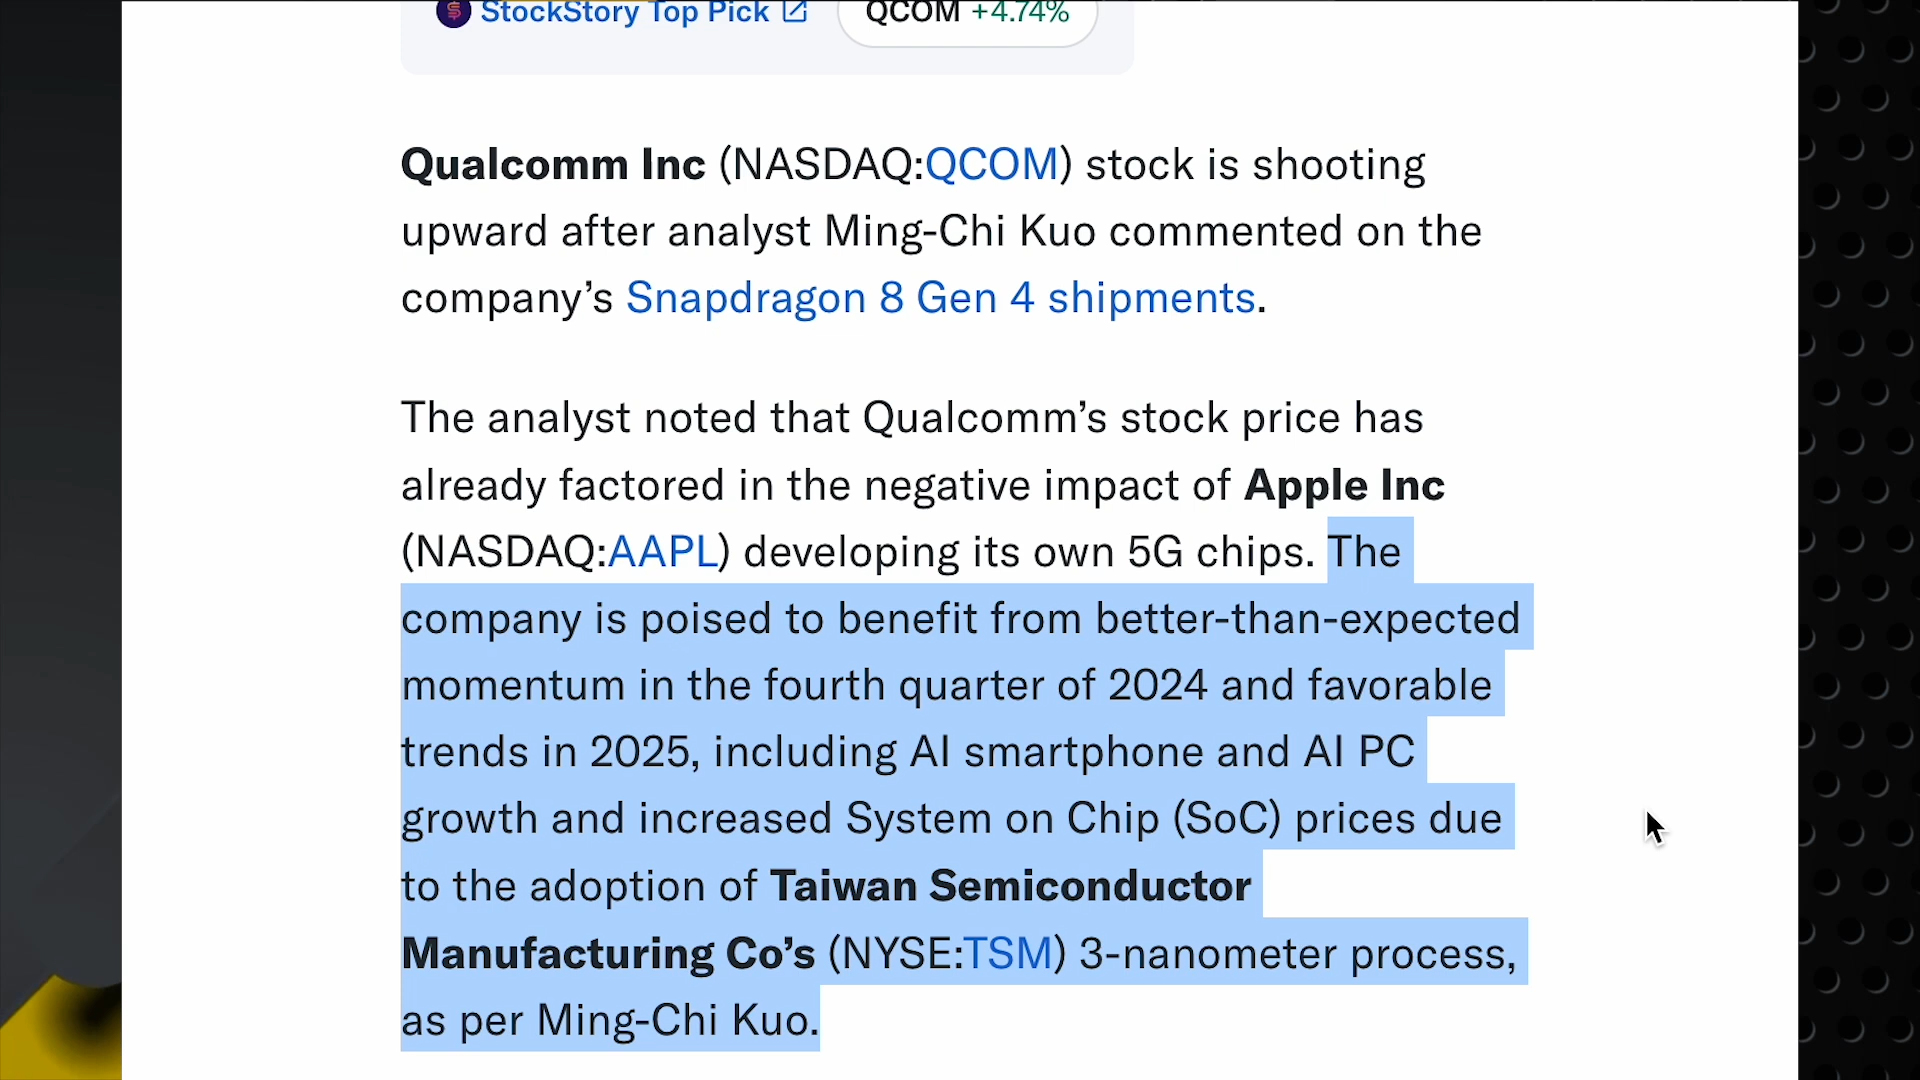 StockStory Top Pick QCOM +4.74%
Qualcomm Inc (NASDAQ:QCOM) stock is shooting
upward after analyst Ming-Chi Kuo commented on the
company’s Snapdragon 8 Gen 4 shipments.
The analyst noted that Qualcomm’s stock price has
already factored in the negative impact of Apple Inc
(NASDAQ:AAPL) developing its own 5G chips. The
company is poised to benefit from better-than-expected
momentum in the fourth quarter of 2024 and favorable
trends in 2025, including AI smartphone and AI PC
growth and increased System on Chip (SoC) prices due
to the adoption of Taiwan Semiconductor
Manufacturing Co’s (NYSE:TSM) 3-nanometer process,
as per Ming-Chi Kuo.